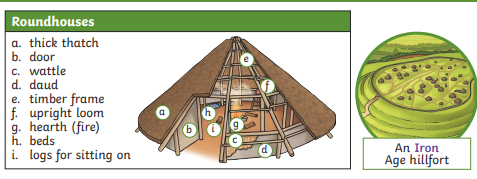 Roundhouses
a. thick thatch
b. door
c. wattle
d. daud
e. timber frame
f. upright loom
g. hearth (fire)
h. beds
i. logs for sitting on
e
f
a
h
b
i
g
c
d
An Iron
Age hillfort